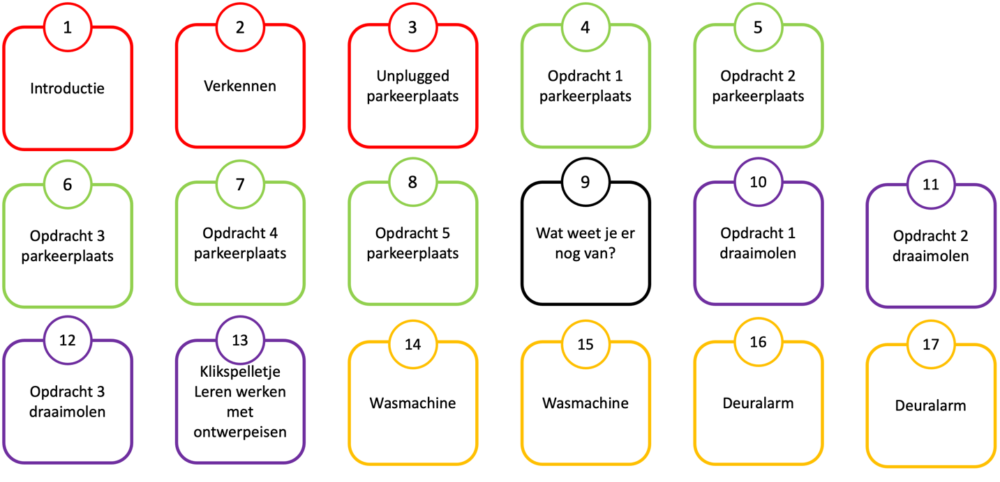 1
Introductie
2
Verkennen
3
Unplugged
parkeerplaats
4
Opdracht 1
parkeerplaats
5
Opdracht 2
parkeerplaats
6
Opdracht 3
parkeerplaats
7
Opdracht 4
parkeerplaats
8
Opdracht 5
parkeerplaats
9
Wat weet je er
nog van?
10
Opdracht 1
draaimolen
11
Opdracht 2
draaimolen
12
Opdracht 3
draaimolen
13
Klikspelletje
Leren werken
met
ontwerpeisen
14
Wasmachine
15
Wasmachine
16
Deuralarm
17
Deuralarm